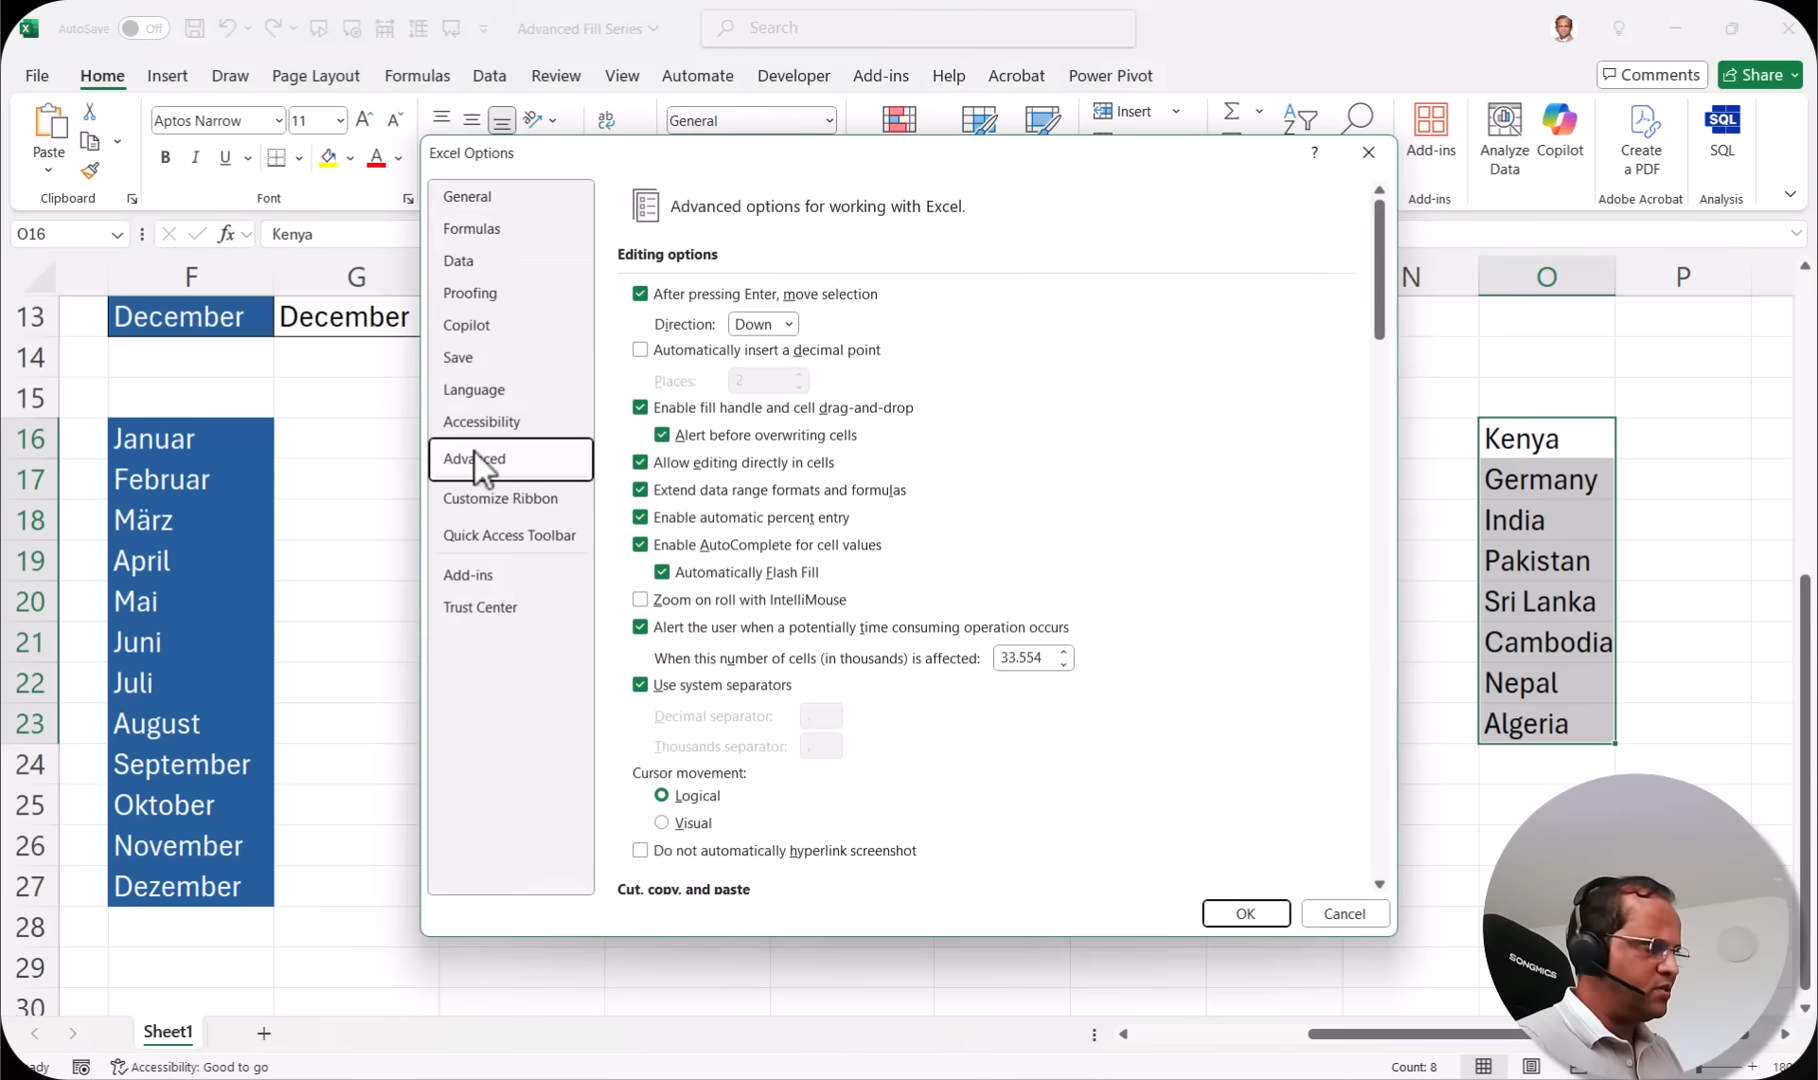 AutoSave Off Advanced Fill Series Search
File Home Insert Draw Page Layout Formulas Data Review View Automate Developer Add-ins Help Acrobat Power Pivot Comments Share
Paste Aptos Narrow 11 General Insert Add-ins Analyze Data Copilot Create a PDF SQL
B I U A
Clipboard Font Add-ins Adobe Acrobat Analysis
O16 fx Kenya
Excel Options ?
General
Formulas
Data
Proofing
Copilot
Save
Language
Accessibility
Advanced
Customize Ribbon
Quick Access Toolbar
Add-ins
Trust Center
Advanced options for working with Excel.
Editing options
After pressing Enter, move selection
Direction: Down
Automatically insert a decimal point
Places: 2
Enable fill handle and cell drag-and-drop
Alert before overwriting cells
Allow editing directly in cells
Extend data range formats and formulas
Enable automatic percent entry
Enable AutoComplete for cell values
Automatically Flash Fill
Zoom on roll with IntelliMouse
Alert the user when a potentially time consuming operation occurs
When this number of cells (in thousands) is affected: 33.554
Use system separators
Decimal separator: .
Thousands separator: ,
Cursor movement:
Logical
Visual
Do not automatically hyperlink screenshot
Cut, copy, and paste
OK Cancel
F G N O P
13 December December
14
15
16 Januar Kenya
17 Februar Germany
18 März India
19 April Pakistan
20 Mai Sri Lanka
21 Juni Cambodia
22 Juli Nepal
23 August Algeria
24 September
25 Oktober
26 November
27 Dezember
28
29
30
SONGMICS
Sheet1
Accessibility: Good to go Count: 8